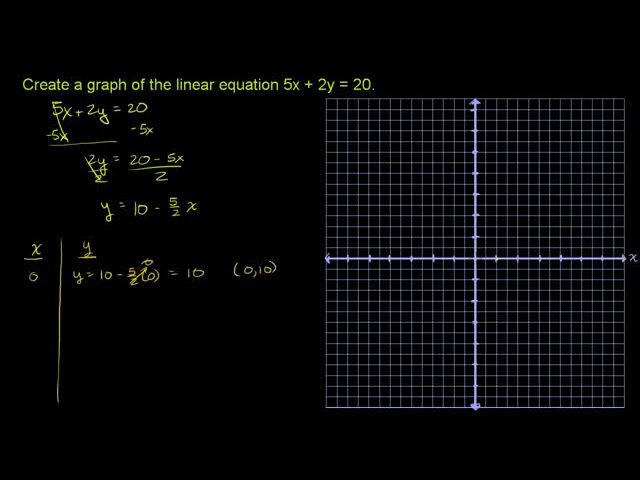 Create a graph of the linear equation 5x + 2y = 20.
5x + 2y = 20
-5x -5x
2y = 20 - 5x
2 2
y = 10 - 5/2 x
x y
0 y = 10 - 5/2 (0) 0 = 10 (0,10)
x